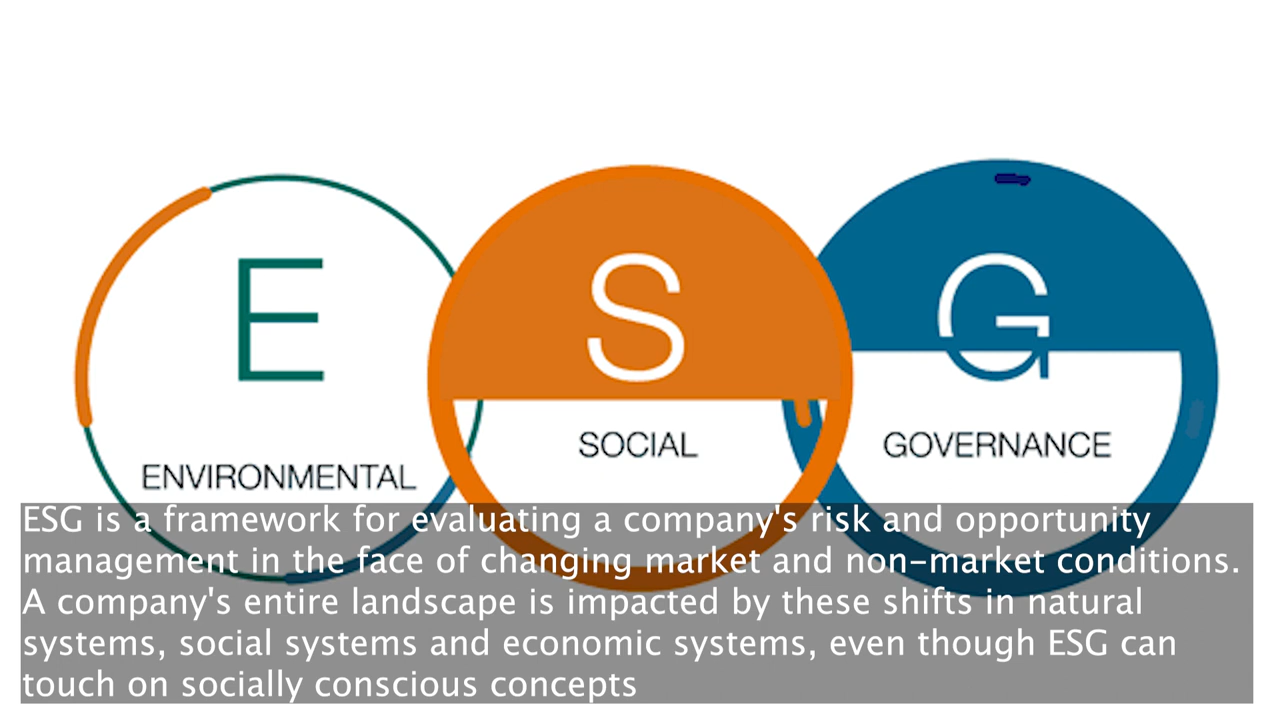 E
S
G
ENVIRONMENTAL
SOCIAL
GOVERNANCE
ESG is a framework for evaluating a company's risk and opportunity
management in the face of changing market and non-market conditions.
A company's entire landscape is impacted by these shifts in natural
systems, social systems and economic systems, even though ESG can
touch on socially conscious concepts